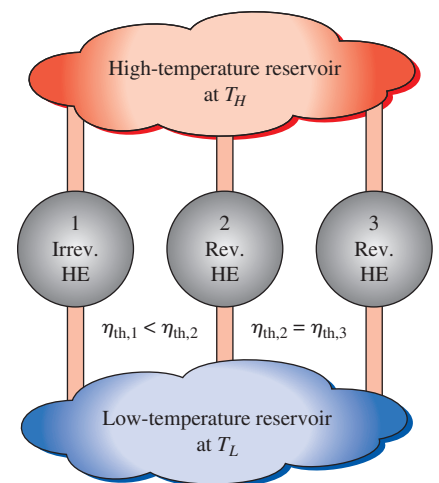 High-temperature reservoir
at T_H
1
Irrev.
HE
2
Rev.
HE
3
Rev.
HE
η_th,1 < η_th,2
η_th,2 = η_th,3
Low-temperature reservoir
at T_L